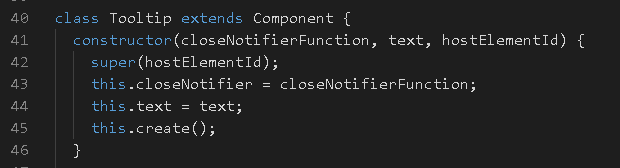 40 class Tooltip extends Component {
41 constructor(closeNotifierFunction, text, hostElementId) {
42 super(hostElementId);
43 this.closeNotifier = closeNotifierFunction;
44 this.text = text;
45 this.create();
46 }